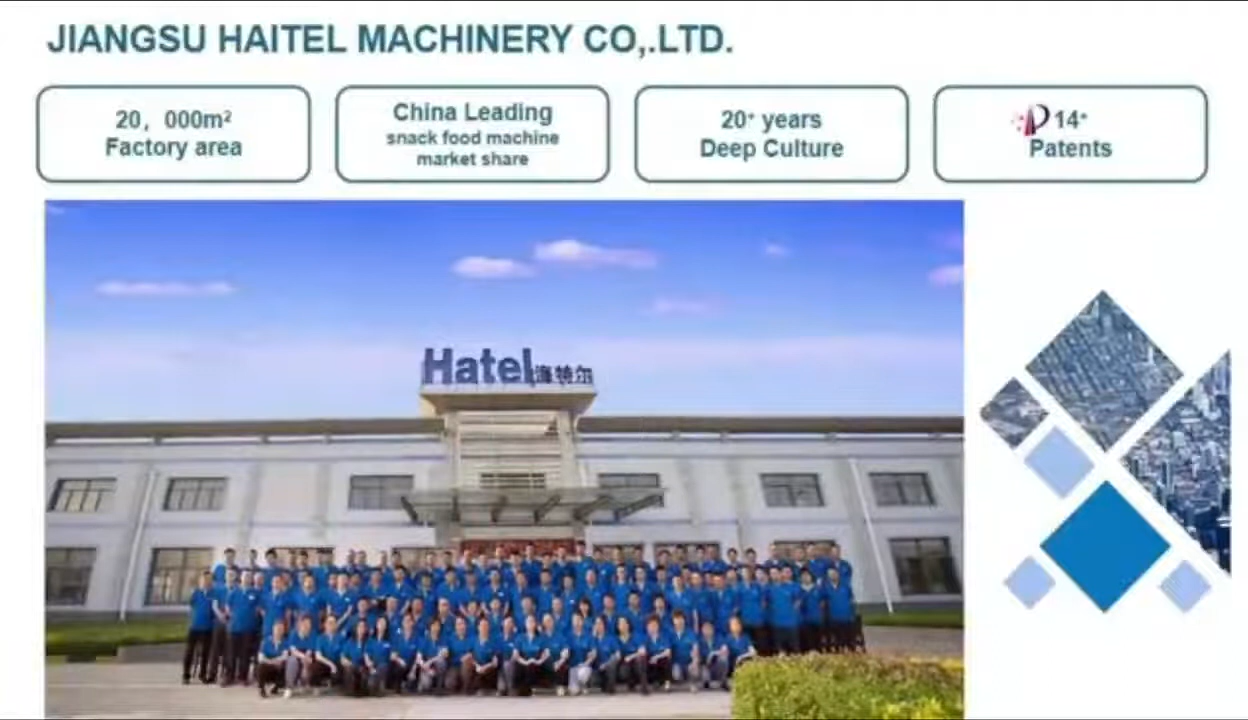 JIANGSU HAITEL MACHINERY CO,.LTD.
20，000m²
Factory area
China Leading
snack food machine
market share
20⁺ years
Deep Culture
14⁺
Patents
Hatel海特尔